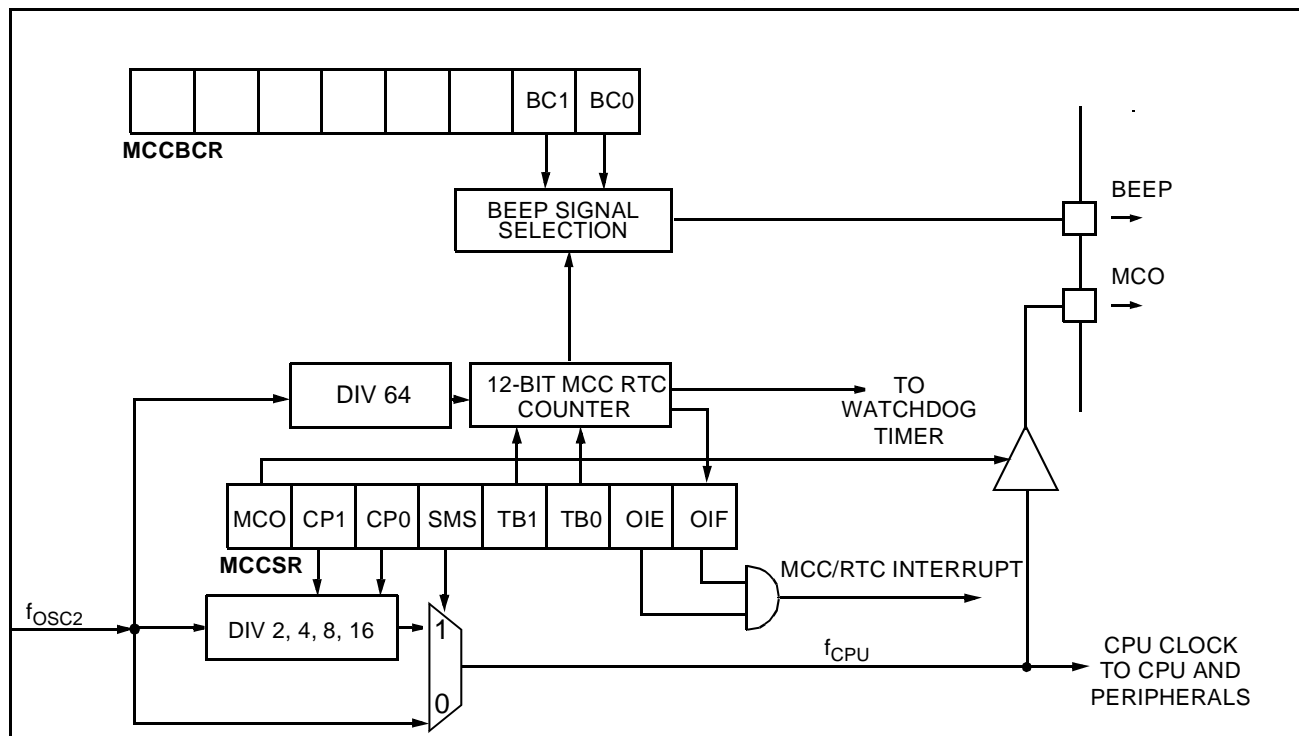 BC1 BC0
MCCBCR
BEEP SIGNAL
SELECTION
BEEP
MCO
DIV 64
12-BIT MCC RTC
COUNTER
TO
WATCHDOG
TIMER
MCO CP1 CP0 SMS TB1 TB0 OIE OIF
MCCSR
MCC/RTC INTERRUPT
fOSC2
DIV 2, 4, 8, 16
1
0
fCPU
CPU CLOCK
TO CPU AND
PERIPHERALS